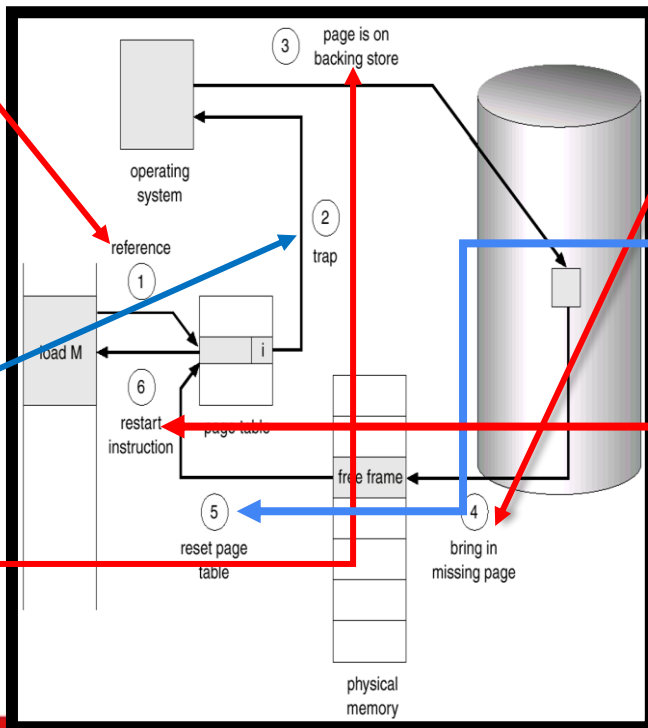 3
page is on
backing store
operating
system
2
trap
reference
1
load M
i
6
restart
instruction
page table
free frame
5
reset page
table
4
bring in
missing page
physical
memory